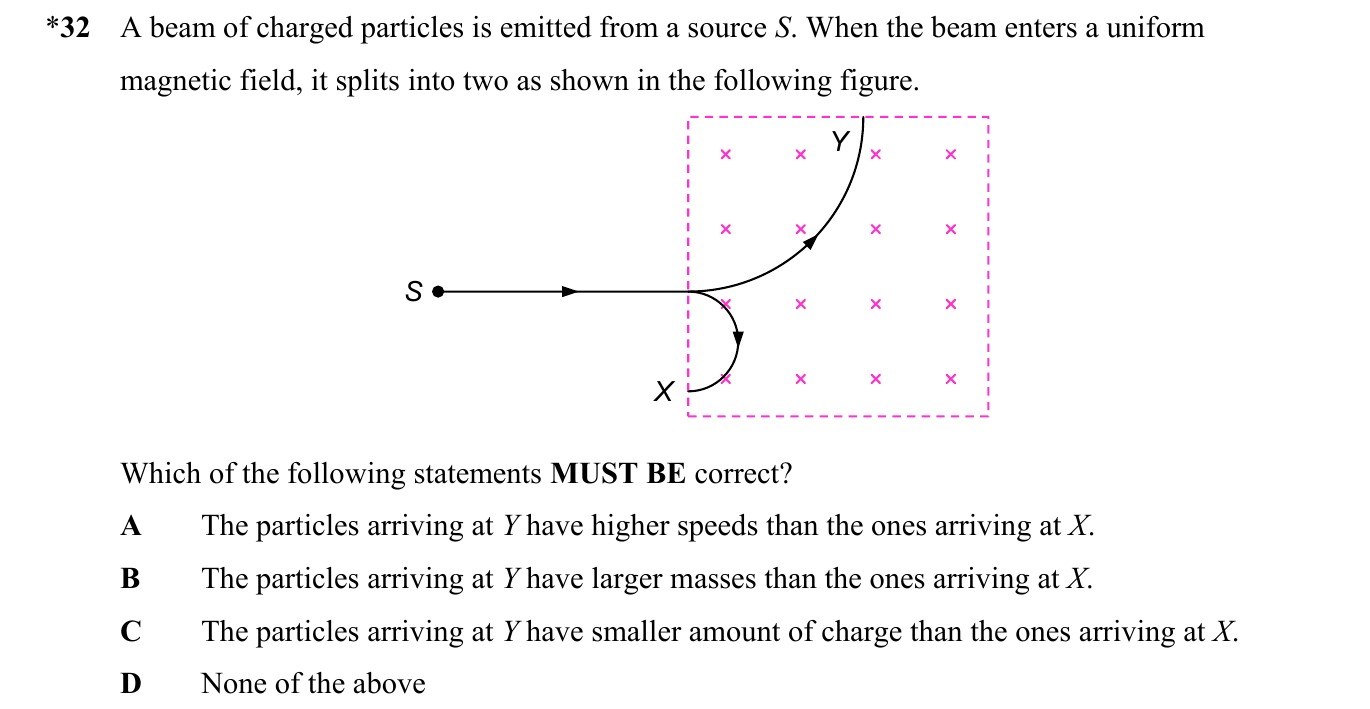 *32 A beam of charged particles is emitted from a source S. When the beam enters a uniform
magnetic field, it splits into two as shown in the following figure.
Y
S
X
Which of the following statements MUST BE correct?
A The particles arriving at Y have higher speeds than the ones arriving at X.
B The particles arriving at Y have larger masses than the ones arriving at X.
C The particles arriving at Y have smaller amount of charge than the ones arriving at X.
D None of the above